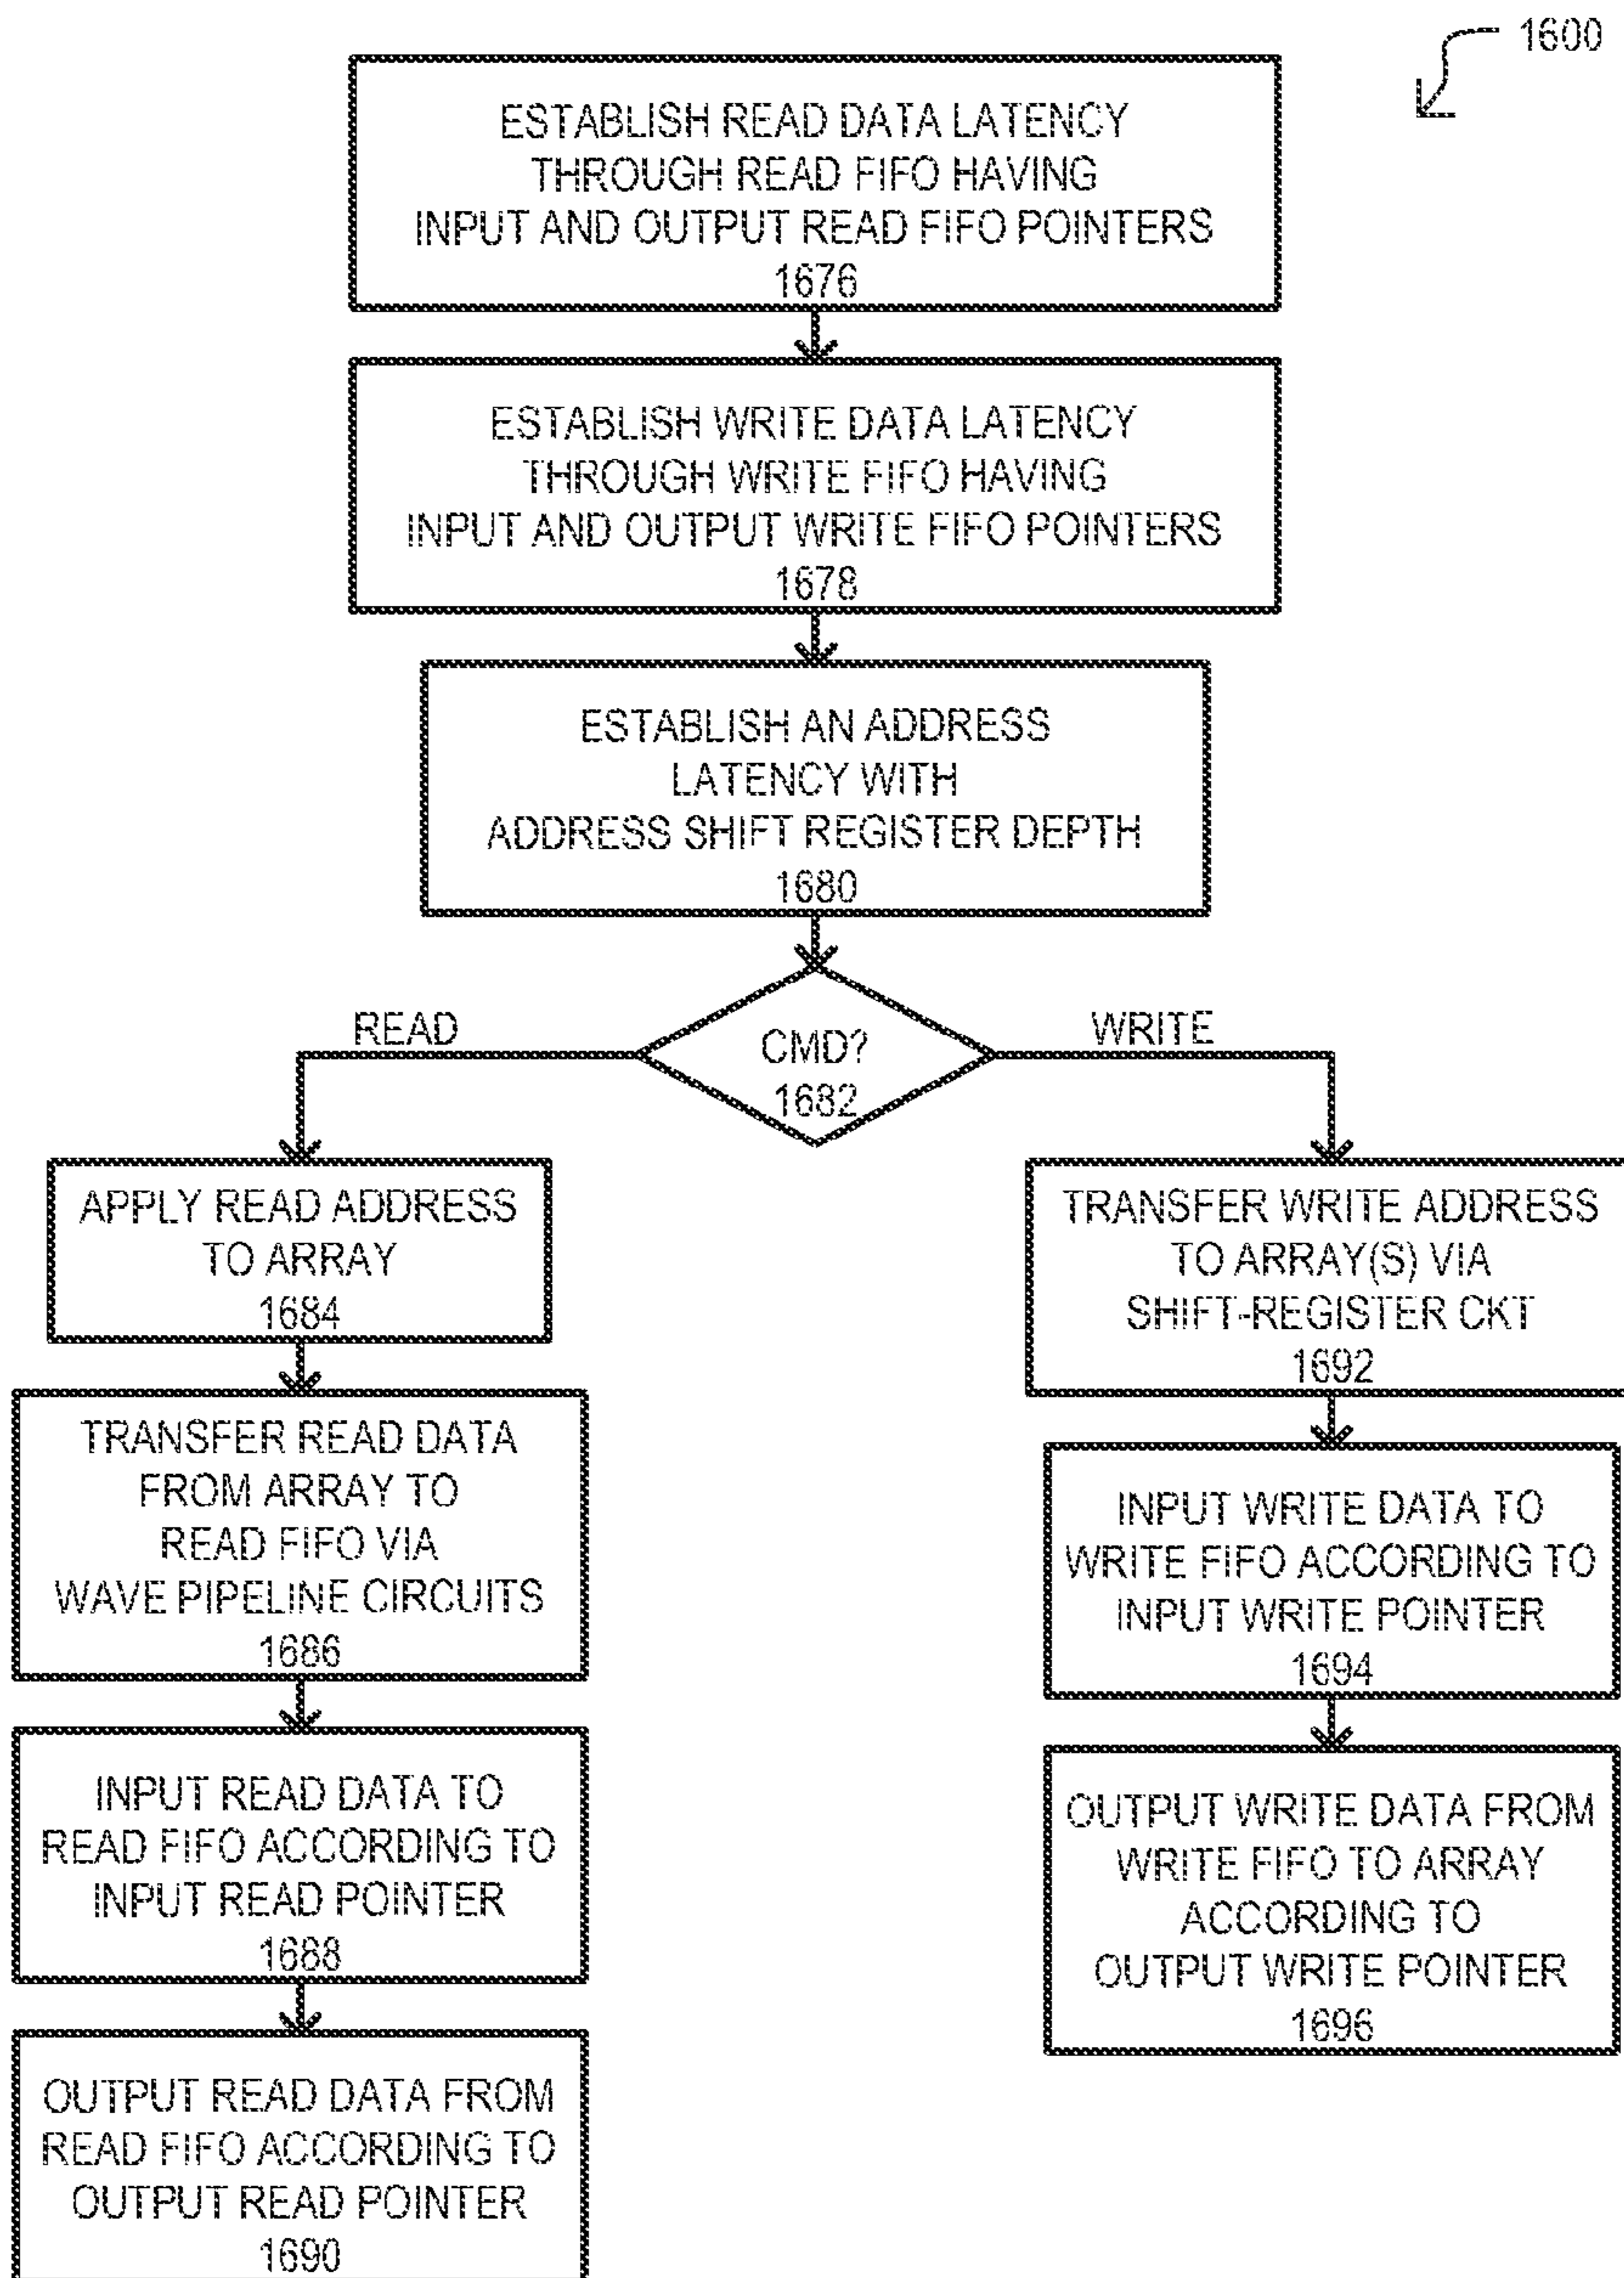 1600
ESTABLISH READ DATA LATENCY
THROUGH READ FIFO HAVING
INPUT AND OUTPUT READ FIFO POINTERS
1676
ESTABLISH WRITE DATA LATENCY
THROUGH WRITE FIFO HAVING
INPUT AND OUTPUT WRITE FIFO POINTERS
1678
ESTABLISH AN ADDRESS
LATENCY WITH
ADDRESS SHIFT REGISTER DEPTH
1680
READ
CMD?
1682
WRITE
APPLY READ ADDRESS
TO ARRAY
1684
TRANSFER READ DATA
FROM ARRAY TO
READ FIFO VIA
WAVE PIPELINE CIRCUITS
1686
INPUT READ DATA TO
READ FIFO ACCORDING TO
INPUT READ POINTER
1688
OUTPUT READ DATA FROM
READ FIFO ACCORDING TO
OUTPUT READ POINTER
1690
TRANSFER WRITE ADDRESS
TO ARRAY(S) VIA
SHIFT-REGISTER CKT
1692
INPUT WRITE DATA TO
WRITE FIFO ACCORDING TO
INPUT WRITE POINTER
1694
OUTPUT WRITE DATA FROM
WRITE FIFO TO ARRAY
ACCORDING TO
OUTPUT WRITE POINTER
1696